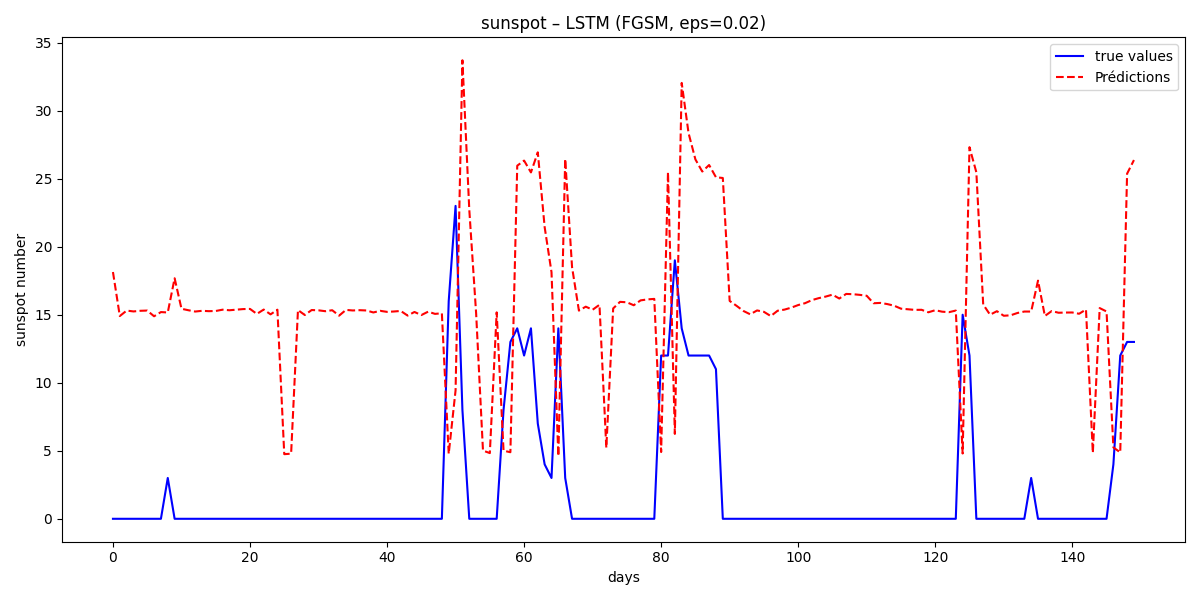 sunspot – LSTM (FGSM, eps=0.02)
true values
Prédictions
sunspot number
35
30
25
20
15
10
5
0
0 20 40 60 80 100 120 140
days